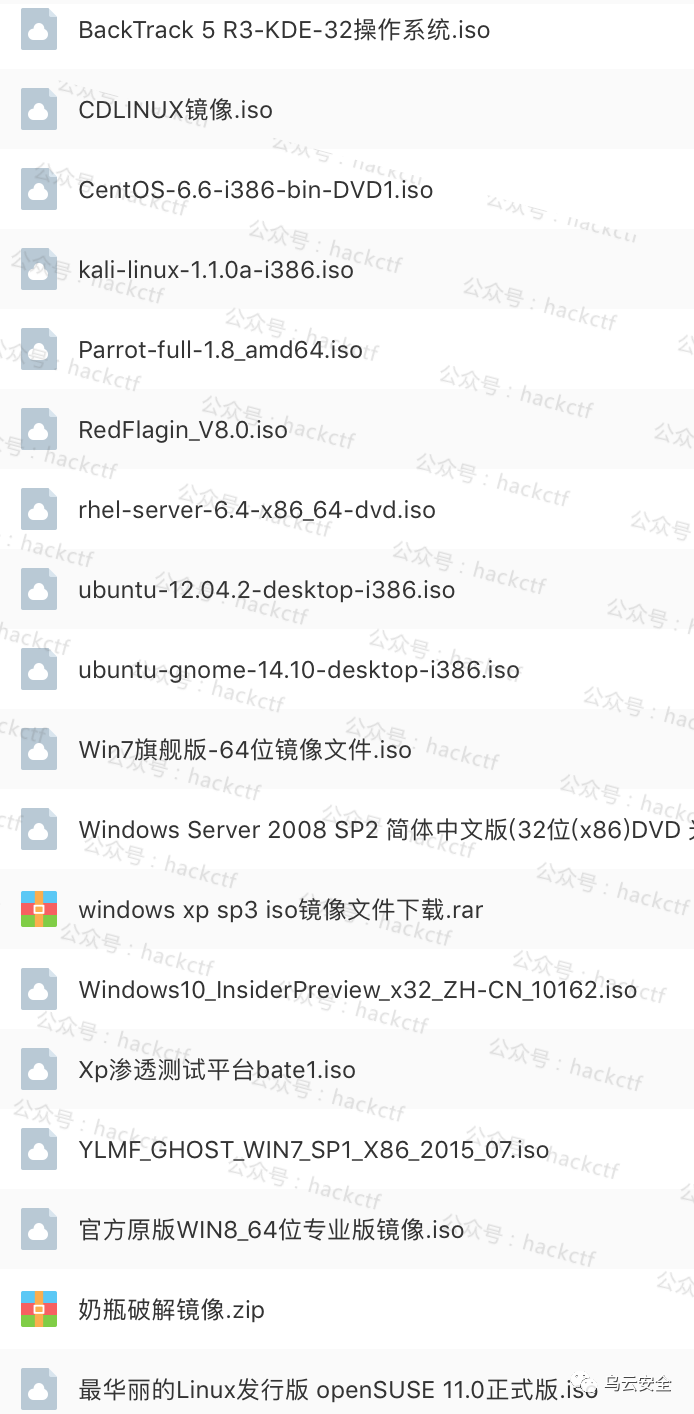 BackTrack 5 R3-KDE-32操作系统.iso
CDLINUX镜像.iso
CentOS-6.6-i386-bin-DVD1.iso
kali-linux-1.1.0a-i386.iso
Parrot-full-1.8_amd64.iso
RedFlagin_V8.0.iso
rhel-server-6.4-x86_64-dvd.iso
ubuntu-12.04.2-desktop-i386.iso
ubuntu-gnome-14.10-desktop-i386.iso
Win7旗舰版-64位镜像文件.iso
Windows Server 2008 SP2 简体中文版(32位(x86)DVD
windows xp sp3 iso镜像文件下载.rar
Windows10_InsiderPreview_x32_ZH-CN_10162.iso
Xp渗透测试平台bate1.iso
YLMF_GHOST_WIN7_SP1_X86_2015_07.iso
官方原版WIN8_64位专业版镜像.iso
奶瓶破解镜像.zip
最华丽的Linux发行版 openSUSE 11.0正式版.iso
乌云安全
公众号：hackctf